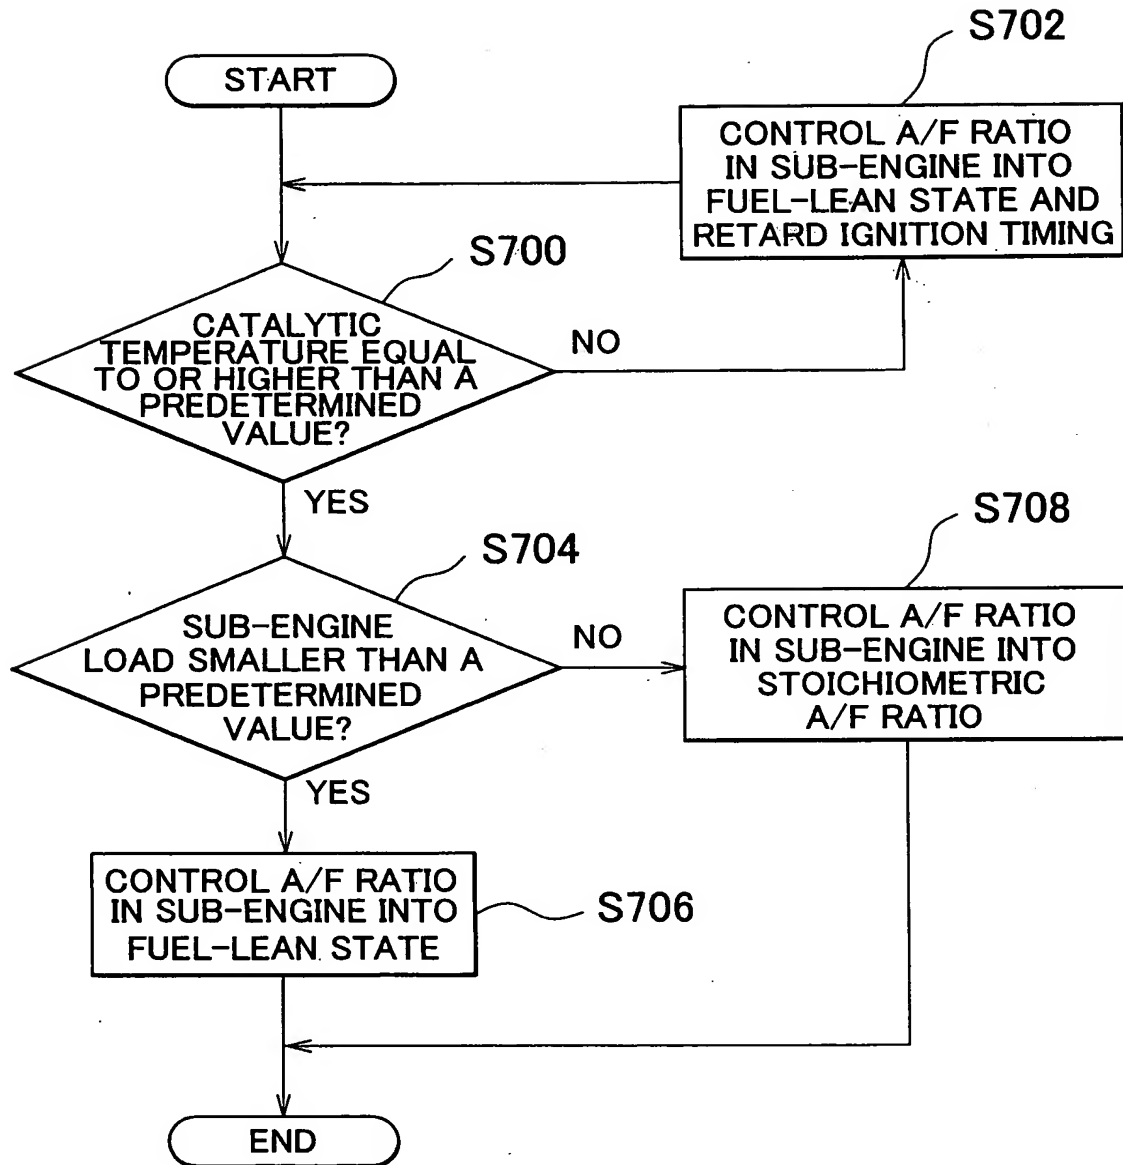 START
S702
CONTROL A/F RATIO
IN SUB-ENGINE INTO
FUEL-LEAN STATE AND
RETARD IGNITION TIMING
S700
CATALYTIC
TEMPERATURE EQUAL
TO OR HIGHER THAN A
PREDETERMINED
VALUE?
NO
YES
S704
SUB-ENGINE
LOAD SMALLER THAN A
PREDETERMINED
VALUE?
NO
S708
CONTROL A/F RATIO
IN SUB-ENGINE INTO
STOICHIOMETRIC
A/F RATIO
YES
CONTROL A/F RATIO
IN SUB-ENGINE INTO
FUEL-LEAN STATE
S706
END